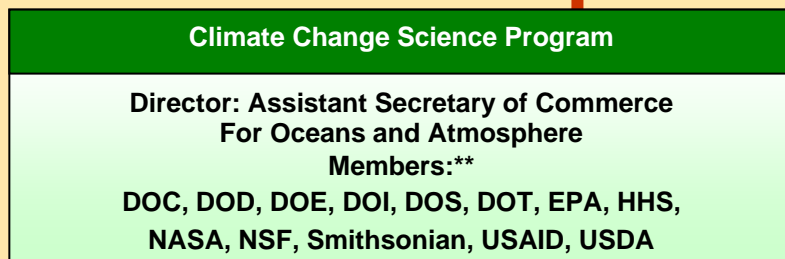 Climate Change Science Program
Director: Assistant Secretary of Commerce
For Oceans and Atmosphere
Members:**
DOC, DOD, DOE, DOI, DOS, DOT, EPA, HHS,
NASA, NSF, Smithsonian, USAID, USDA